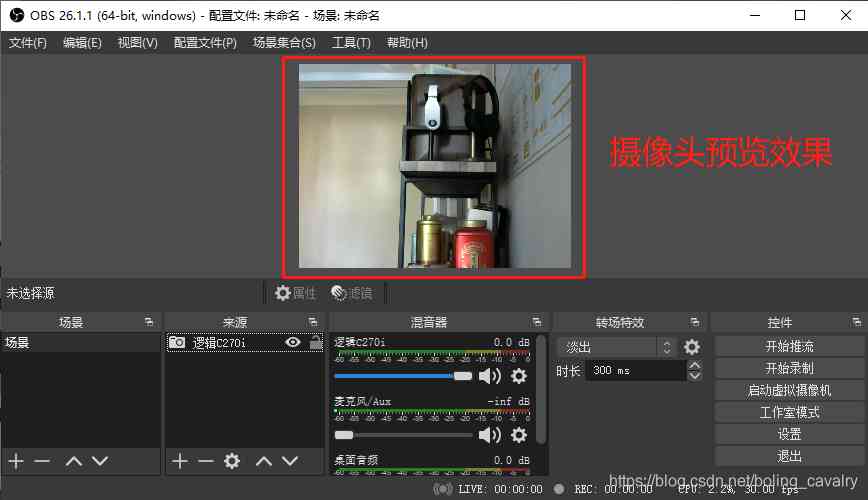 OBS 26.1.1 (64-bit, windows) - 配置文件: 未命名 - 场景: 未命名
文件(F) 编辑(E) 视图(V) 配置文件(P) 场景集合(S) 工具(T) 帮助(H)
摄像头预览效果
未选择源 属性 滤镜
场景 来源 混音器 转场特效 控件
场景 逻辑C270i 逻辑C270i 0.0 dB 淡出 开始推流
-60 -55 -50 -45 -40 -35 -30 -25 -20 -15 -10 -5 0
时长 300 ms 开始录制
启动虚拟摄像机
麦克风/Aux -inf dB
-60 -55 -50 -45 -40 -35 -30 -25 -20 -15 -10 -5 0
工作室模式
设置
桌面音频 0.0 dB 退出
-60 -55 -50 -45 -40 -35 -30 -25 -20 -15 -10 -5 0
LIVE: 00:00:00 REC: 00:00:00 CPU: 2.2%, 30.00 fps
https://blog.csdn.net/boling_cavalry